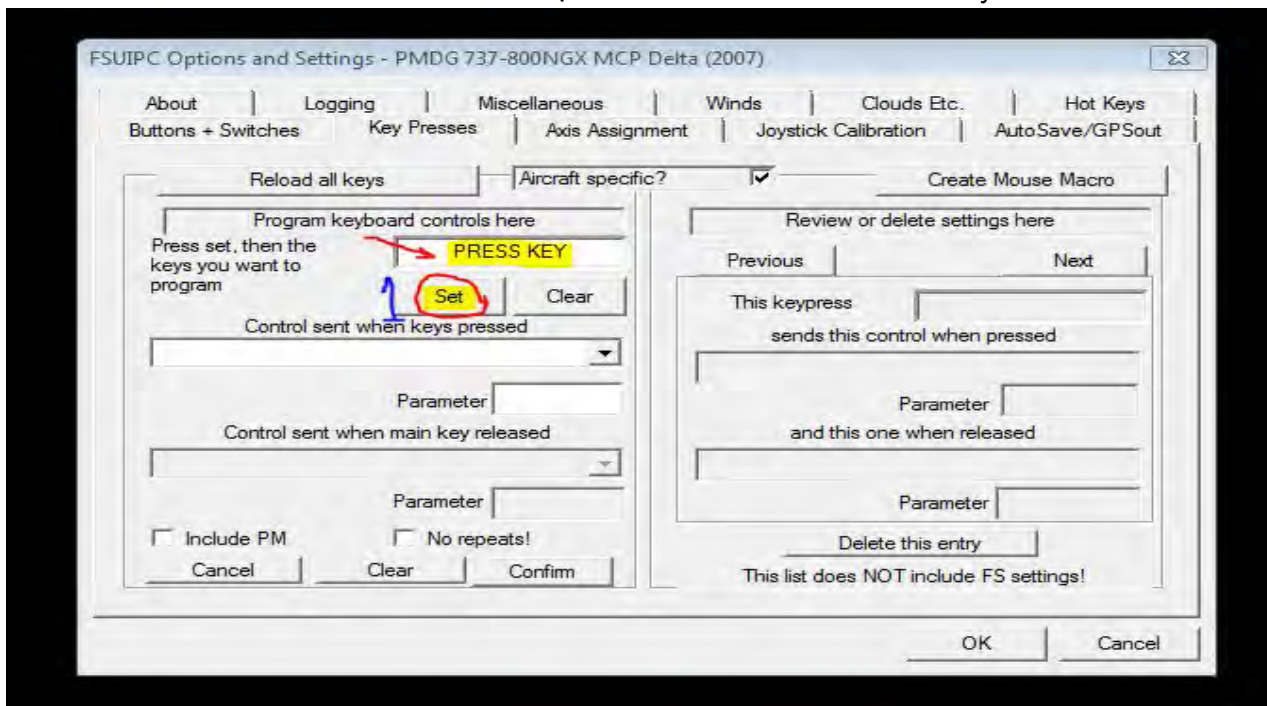 FSUIPC Options and Settings - PMDG 737-800NGX MCP Delta (2007)
About Logging Miscellaneous Winds Clouds Etc. Hot Keys
Buttons + Switches Key Presses Axis Assignment Joystick Calibration AutoSave/GPSout
Reload all keys Aircraft specific? Create Mouse Macro
Program keyboard controls here
Press set, then the
keys you want to
program
PRESS KEY
1
Set Clear
Control sent when keys pressed
Parameter
Control sent when main key released
Parameter
Include PM No repeats!
Cancel Clear Confirm
Review or delete settings here
Previous Next
This keypress
sends this control when pressed
Parameter
and this one when released
Parameter
Delete this entry
This list does NOT include FS settings!
OK Cancel